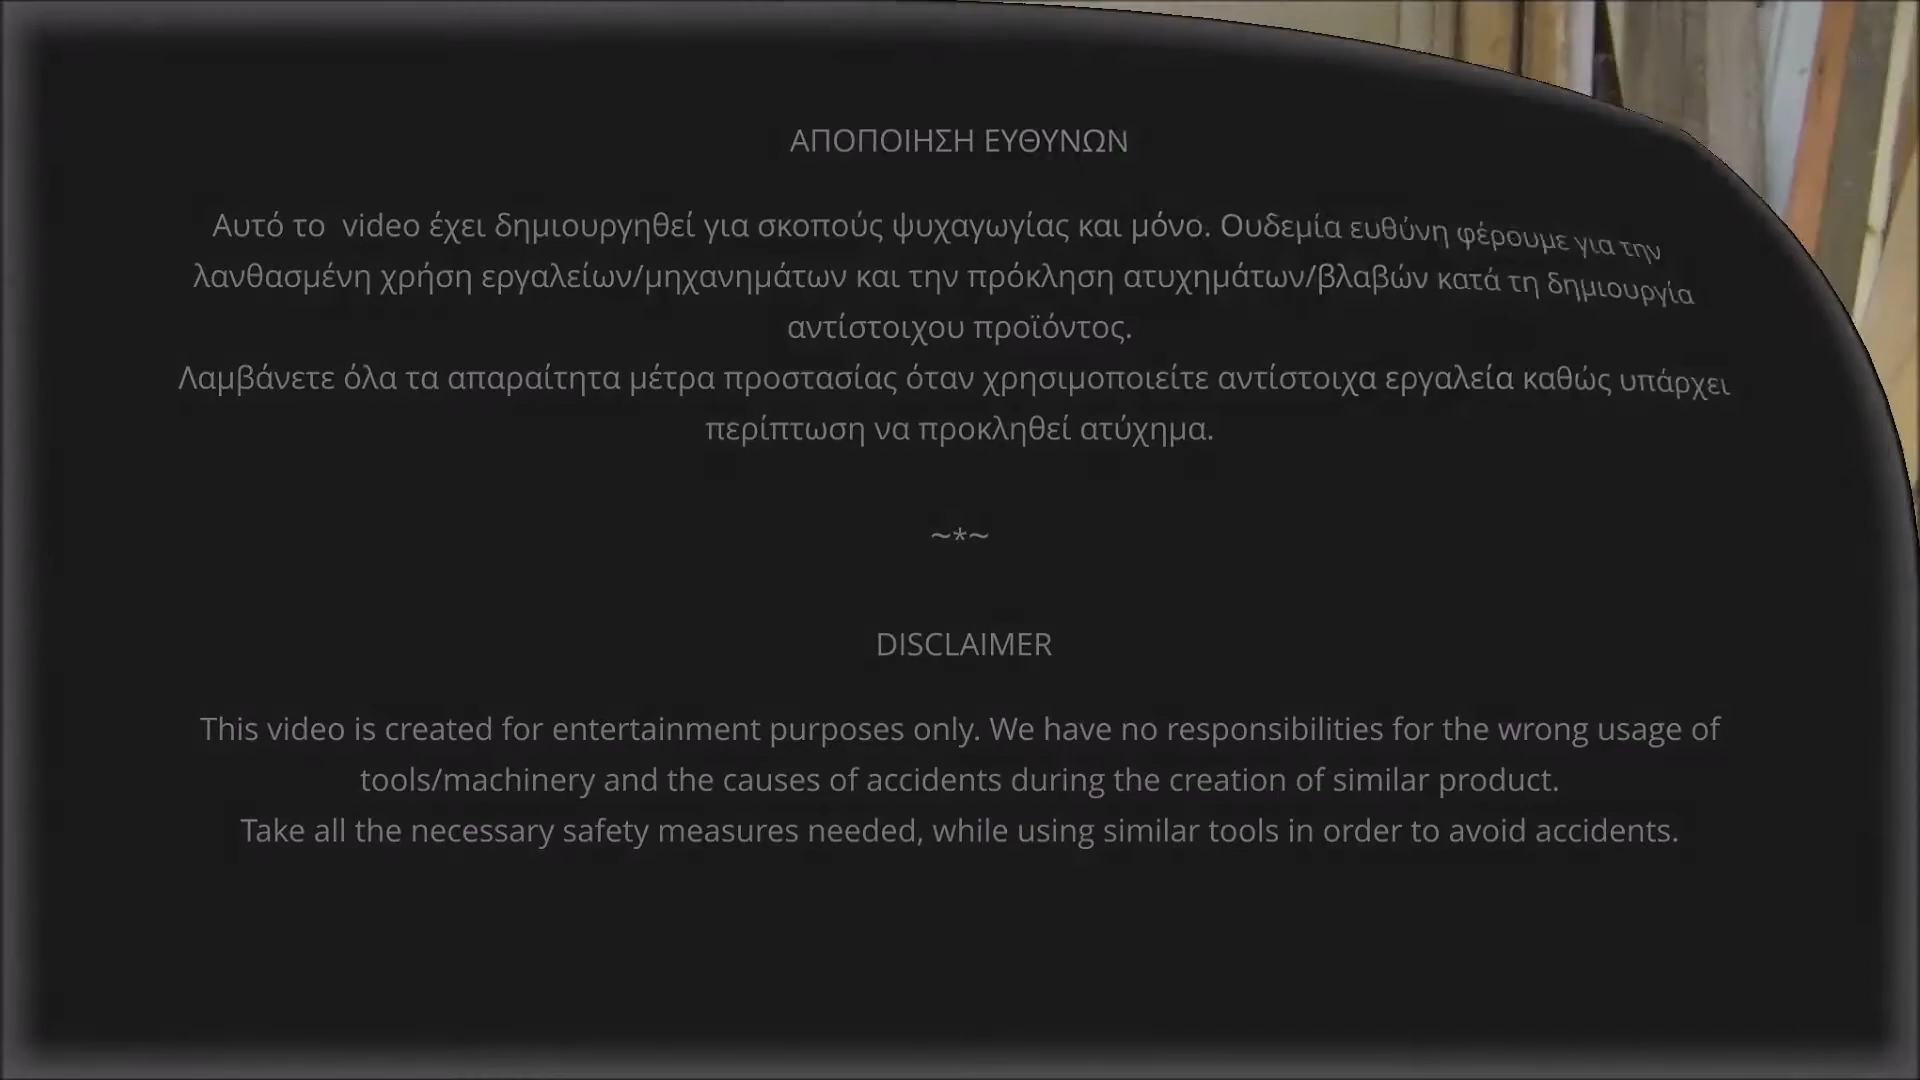 ΑΠΟΠΟΙΗΣΗ ΕΥΘΥΝΩΝ
Αυτό το  video έχει δημιουργηθεί για σκοπούς ψυχαγωγίας και μόνο. Ουδεμία ευθύνη φέρουμε για την
λανθασμένη χρήση εργαλείων/μηχανημάτων και την πρόκληση ατυχημάτων/βλαβών κατά τη δημιουργία
αντίστοιχου προϊόντος.
Λαμβάνετε όλα τα απαραίτητα μέτρα προστασίας όταν χρησιμοποιείτε αντίστοιχα εργαλεία καθώς υπάρχει
περίπτωση να προκληθεί ατύχημα.
~*~
DISCLAIMER
This video is created for entertainment purposes only. We have no responsibilities for the wrong usage of
tools/machinery and the causes of accidents during the creation of similar product.
Take all the necessary safety measures needed, while using similar tools in order to avoid accidents.